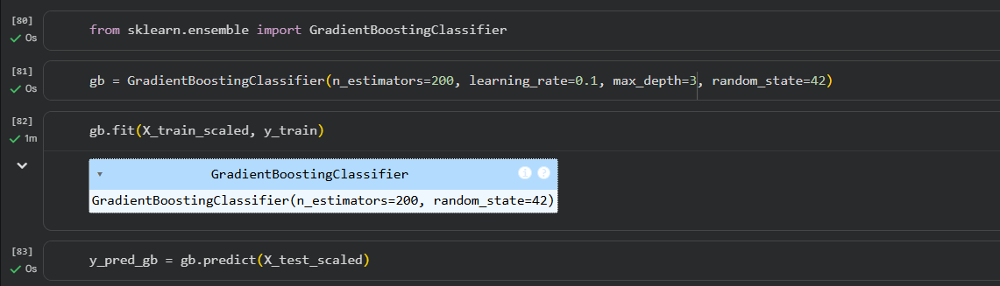 [80]
0s
from sklearn.ensemble import GradientBoostingClassifier
[81]
0s
gb = GradientBoostingClassifier(n_estimators=200, learning_rate=0.1, max_depth=3, random_state=42)
[82]
1m
gb.fit(X_train_scaled, y_train)
GradientBoostingClassifier
i ?
GradientBoostingClassifier(n_estimators=200, random_state=42)
[83]
0s
y_pred_gb = gb.predict(X_test_scaled)